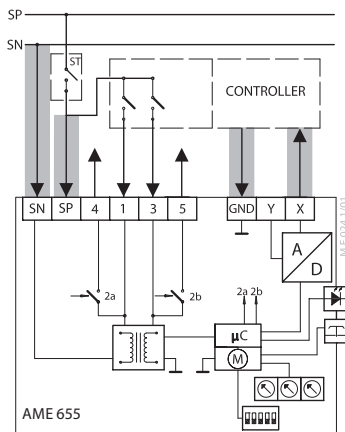 SP
SN
ST
CONTROLLER
SN SP 4 1 3 5 GND Y X
A
D
2a 2b
2a 2b
µC
M
AME 655